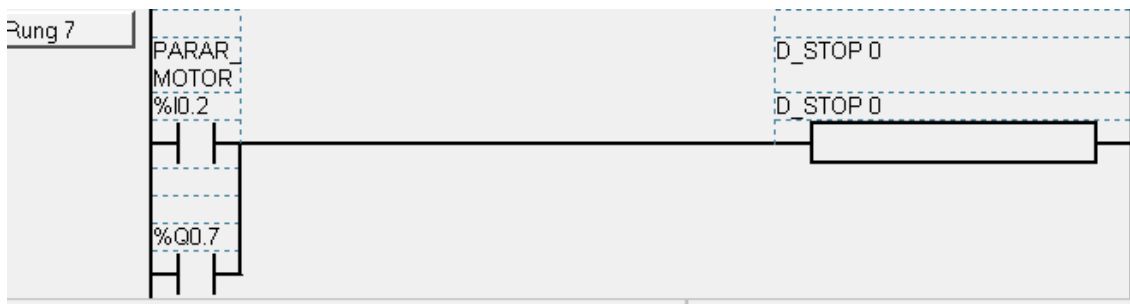 Rung 7
PARAR_
MOTOR
%I0.2
D_STOP 0
D_STOP 0
%Q0.7